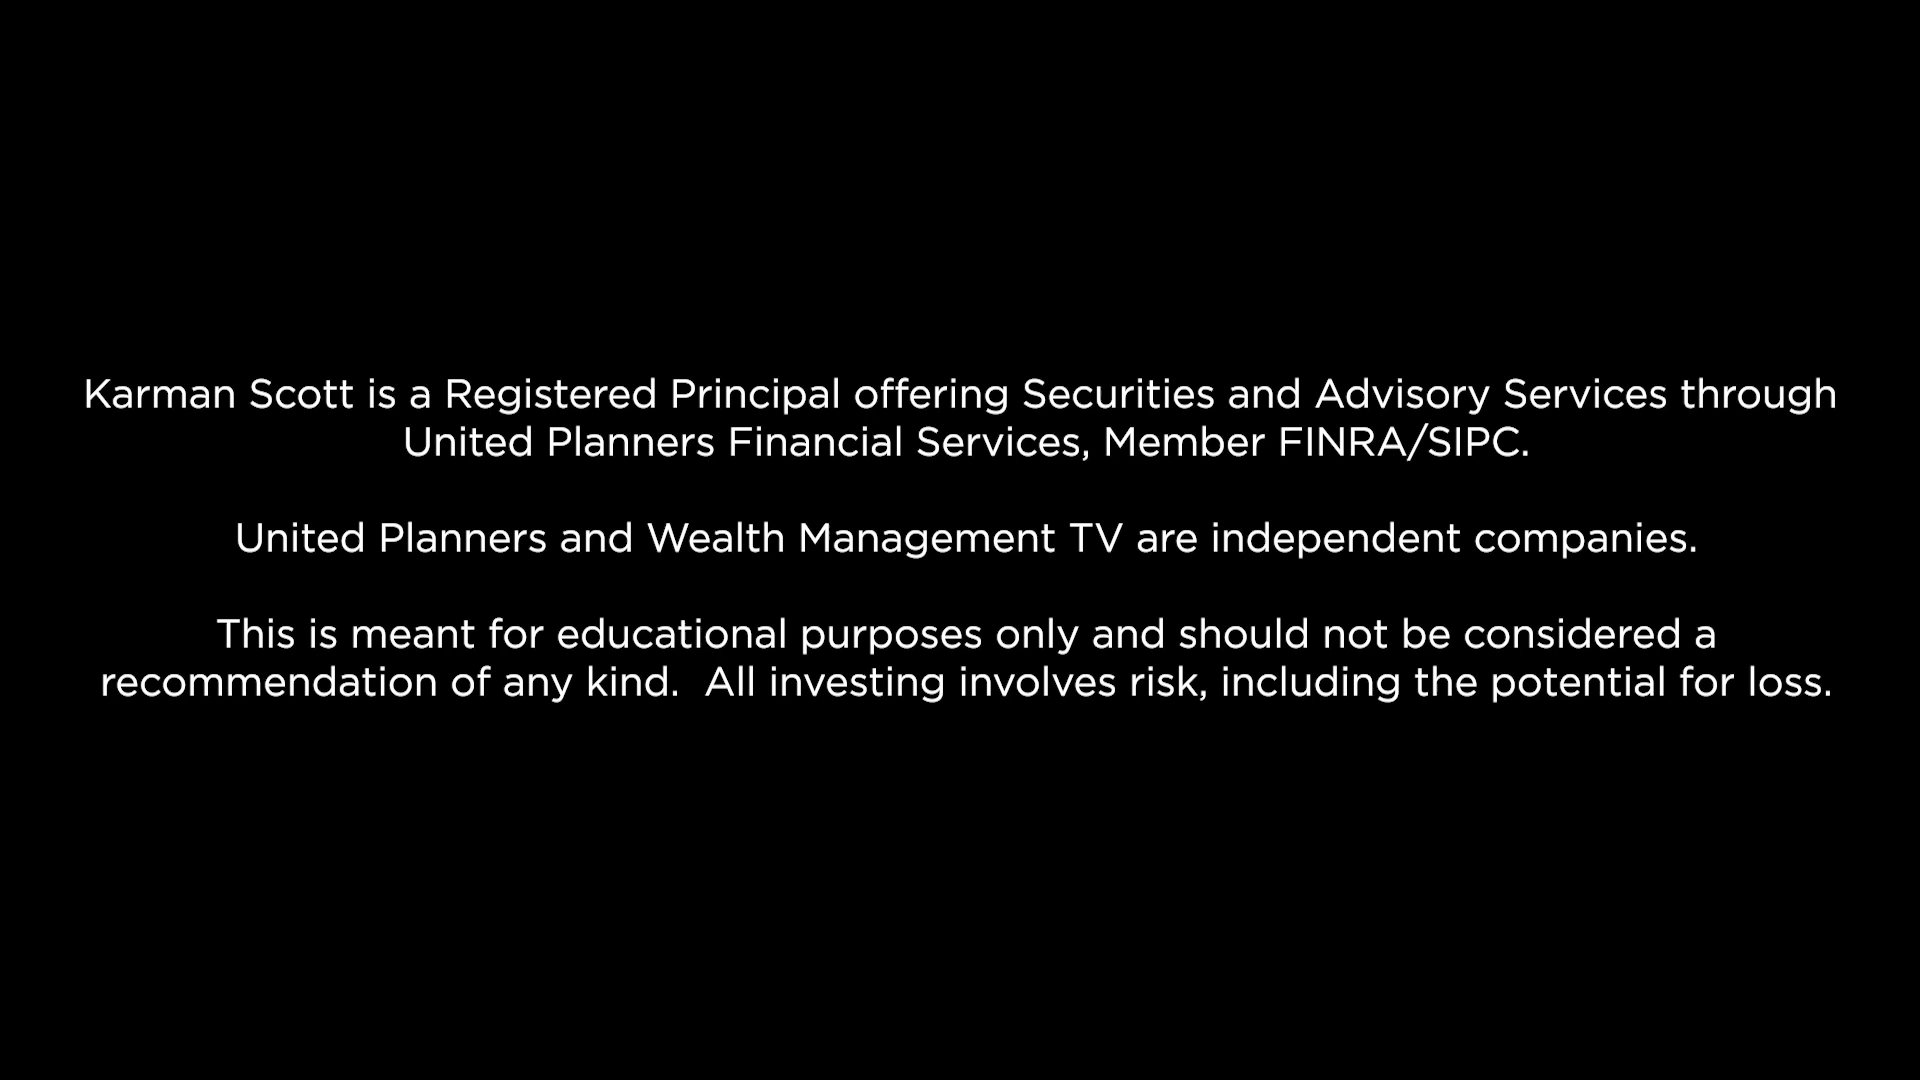 Karman Scott is a Registered Principal offering Securities and Advisory Services through
United Planners Financial Services, Member FINRA/SIPC.
United Planners and Wealth Management TV are independent companies.
This is meant for educational purposes only and should not be considered a
recommendation of any kind.  All investing involves risk, including the potential for loss.